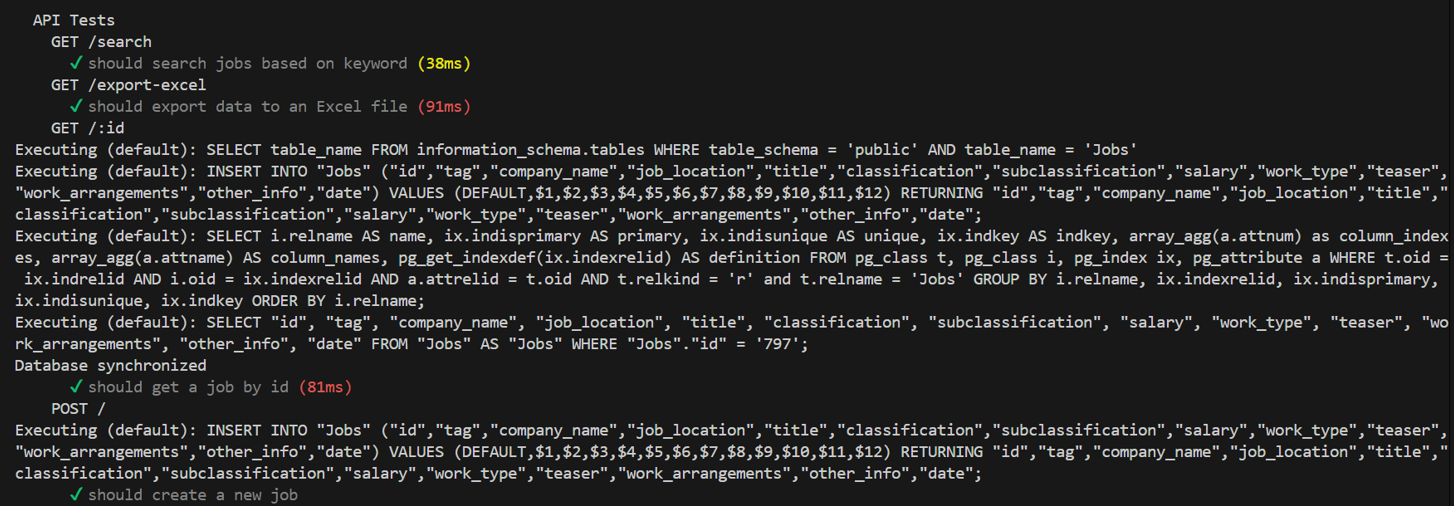 API Tests
GET /search
✓ should search jobs based on keyword (38ms)
GET /export-excel
✓ should export data to an Excel file (91ms)
GET /:id
Executing (default): SELECT table_name FROM information_schema.tables WHERE table_schema = 'public' AND table_name = 'Jobs'
Executing (default): INSERT INTO "Jobs" ("id","tag","company_name","job_location","title","classification","subclassification","salary","work_type","teaser",
"work_arrangements","other_info","date") VALUES (DEFAULT,$1,$2,$3,$4,$5,$6,$7,$8,$9,$10,$11,$12) RETURNING "id","tag","company_name","job_location","title","
classification","subclassification","salary","work_type","teaser","work_arrangements","other_info","date";
Executing (default): SELECT i.relname AS name, ix.indisprimary AS primary, ix.indisunique AS unique, ix.indkey AS indkey, array_agg(a.attnum) as column_index
es, array_agg(a.attname) AS column_names, pg_get_indexdef(ix.indexrelid) AS definition FROM pg_class t, pg_class i, pg_index ix, pg_attribute a WHERE t.oid =
ix.indrelid AND i.oid = ix.indexrelid AND a.attrelid = t.oid AND t.relkind = 'r' and t.relname = 'Jobs' GROUP BY i.relname, ix.indexrelid, ix.indisprimary,
ix.indisunique, ix.indkey ORDER BY i.relname;
Executing (default): SELECT "id", "tag", "company_name", "job_location", "title", "classification", "subclassification", "salary", "work_type", "teaser", "wo
rk_arrangements", "other_info", "date" FROM "Jobs" AS "Jobs" WHERE "Jobs"."id" = '797';
Database synchronized
✓ should get a job by id (81ms)
POST /
Executing (default): INSERT INTO "Jobs" ("id","tag","company_name","job_location","title","classification","subclassification","salary","work_type","teaser",
"work_arrangements","other_info","date") VALUES (DEFAULT,$1,$2,$3,$4,$5,$6,$7,$8,$9,$10,$11,$12) RETURNING "id","tag","company_name","job_location","title","
classification","subclassification","salary","work_type","teaser","work_arrangements","other_info","date";
✓ should create a new job